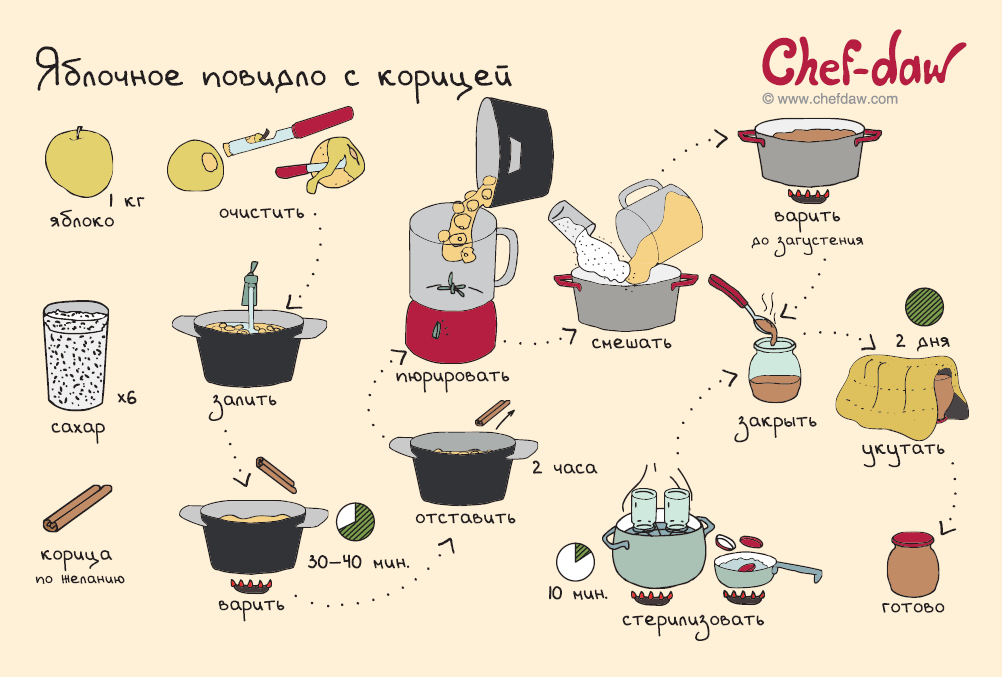 Яблочное повидло с корицей
Chef-daw
© www.chefdaw.com
1 кг
яблоко
очистить
варить
до загустения
смешать
2 дня
пюрировать
x6
сахар
залить
закрыть
укутать
2 часа
отставить
корица
по желанию
30–40 мин.
варить
10 мин.
стерилизовать
готово